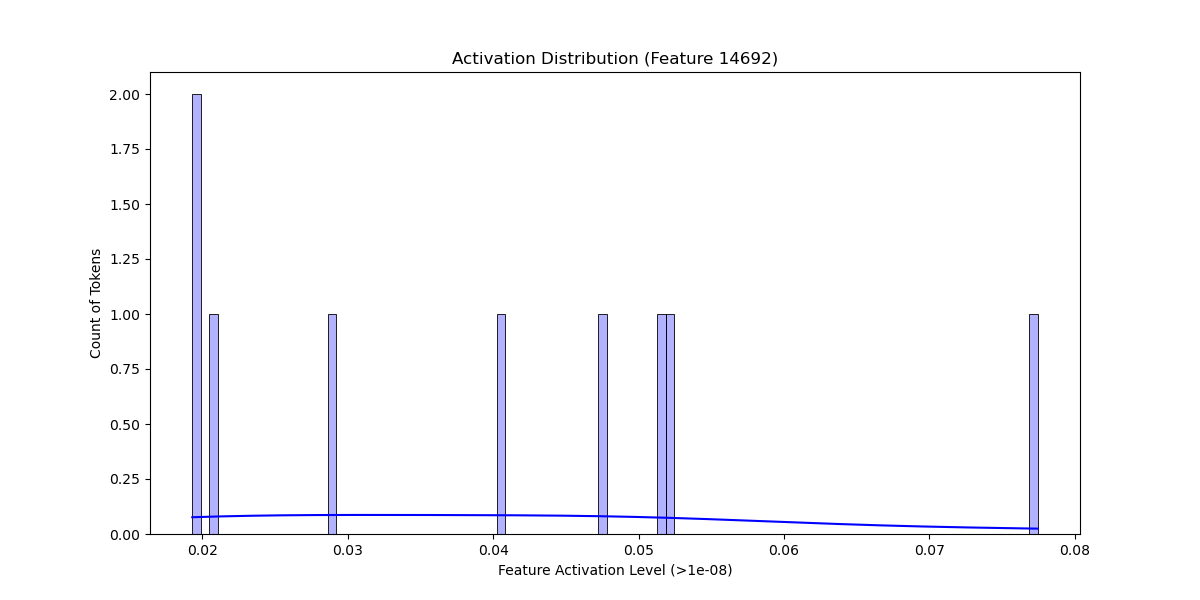 Activation Distribution (Feature 14692)
2.00
1.75
1.50
1.25
1.00
0.75
0.50
0.25
0.00
Count of Tokens
0.02 0.03 0.04 0.05 0.06 0.07 0.08
Feature Activation Level (>1e-08)